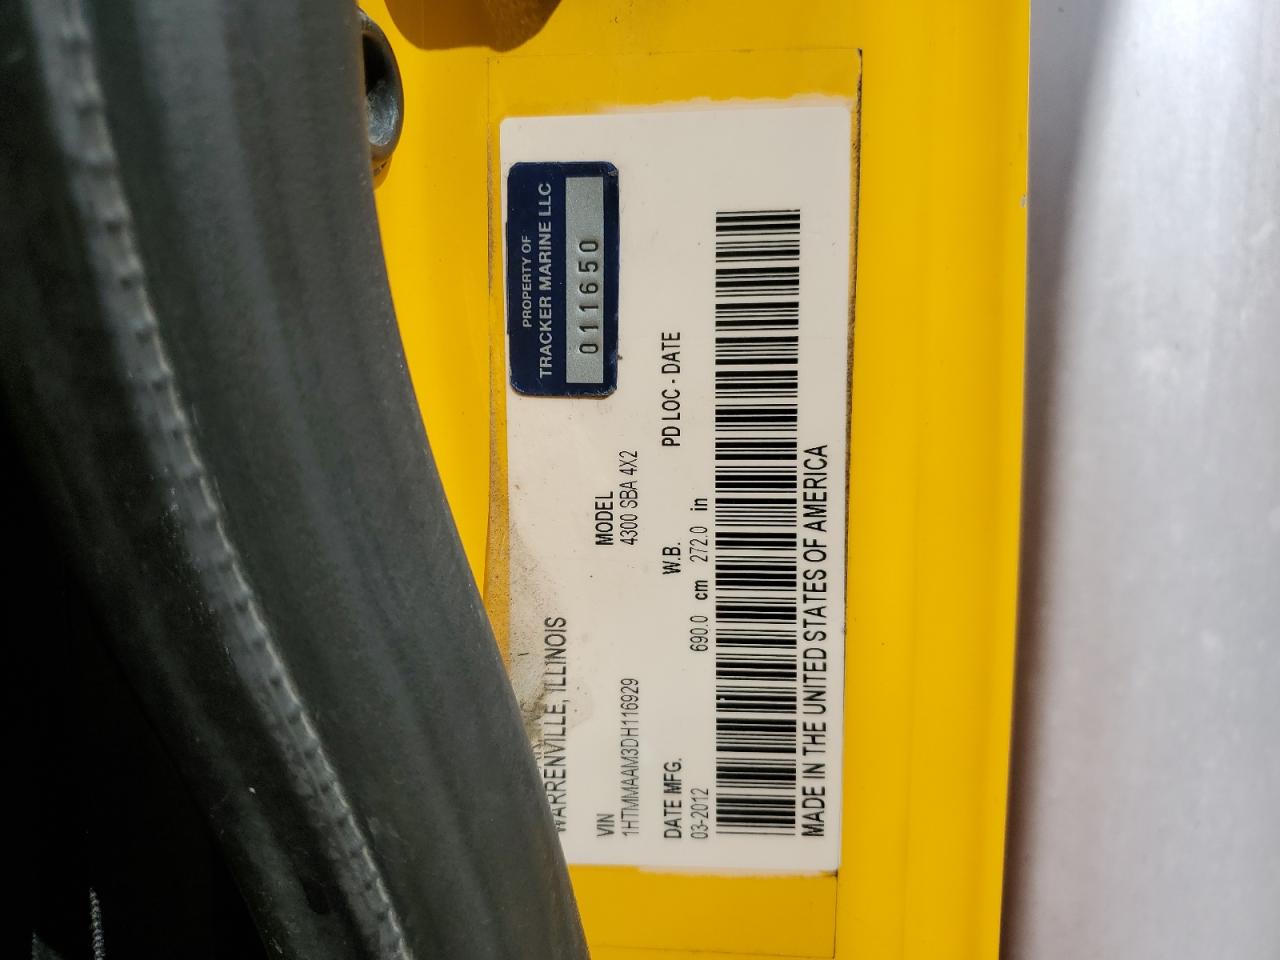 PROPERTY OF
TRACKER MARINE LLC
011650
WARRENVILLE, ILLINOIS
VIN MODEL
1HTMMAAM3DH116929 4300 SBA 4X2
DATE MFG. W.B. PD LOC - DATE
03-2012 690.0 cm 272.0 in
MADE IN THE UNITED STATES OF AMERICA